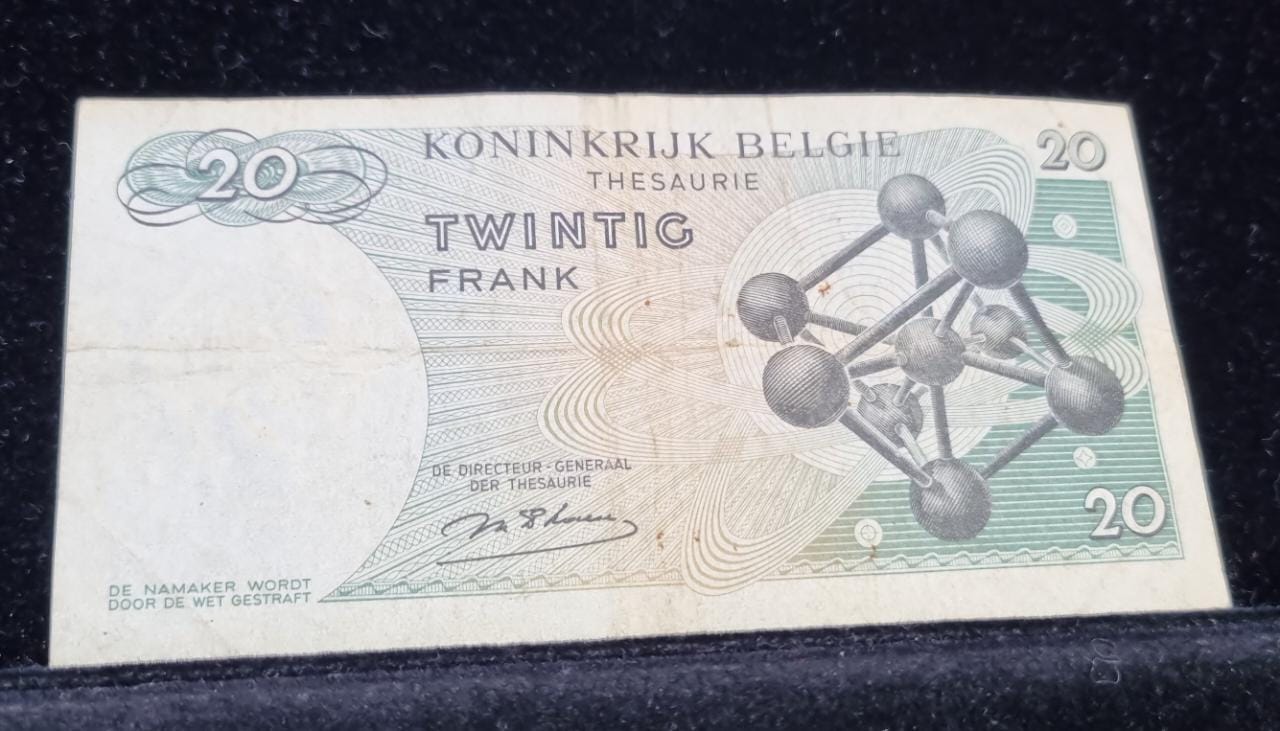 20
KONINKRIJK BELGIE
20
THESAURIE
TWINTIG
FRANK
DE DIRECTEUR-GENERAAL
DER THESAURIE
20
DE NAMAKER WORDT
DOOR DE WET GESTRAFT